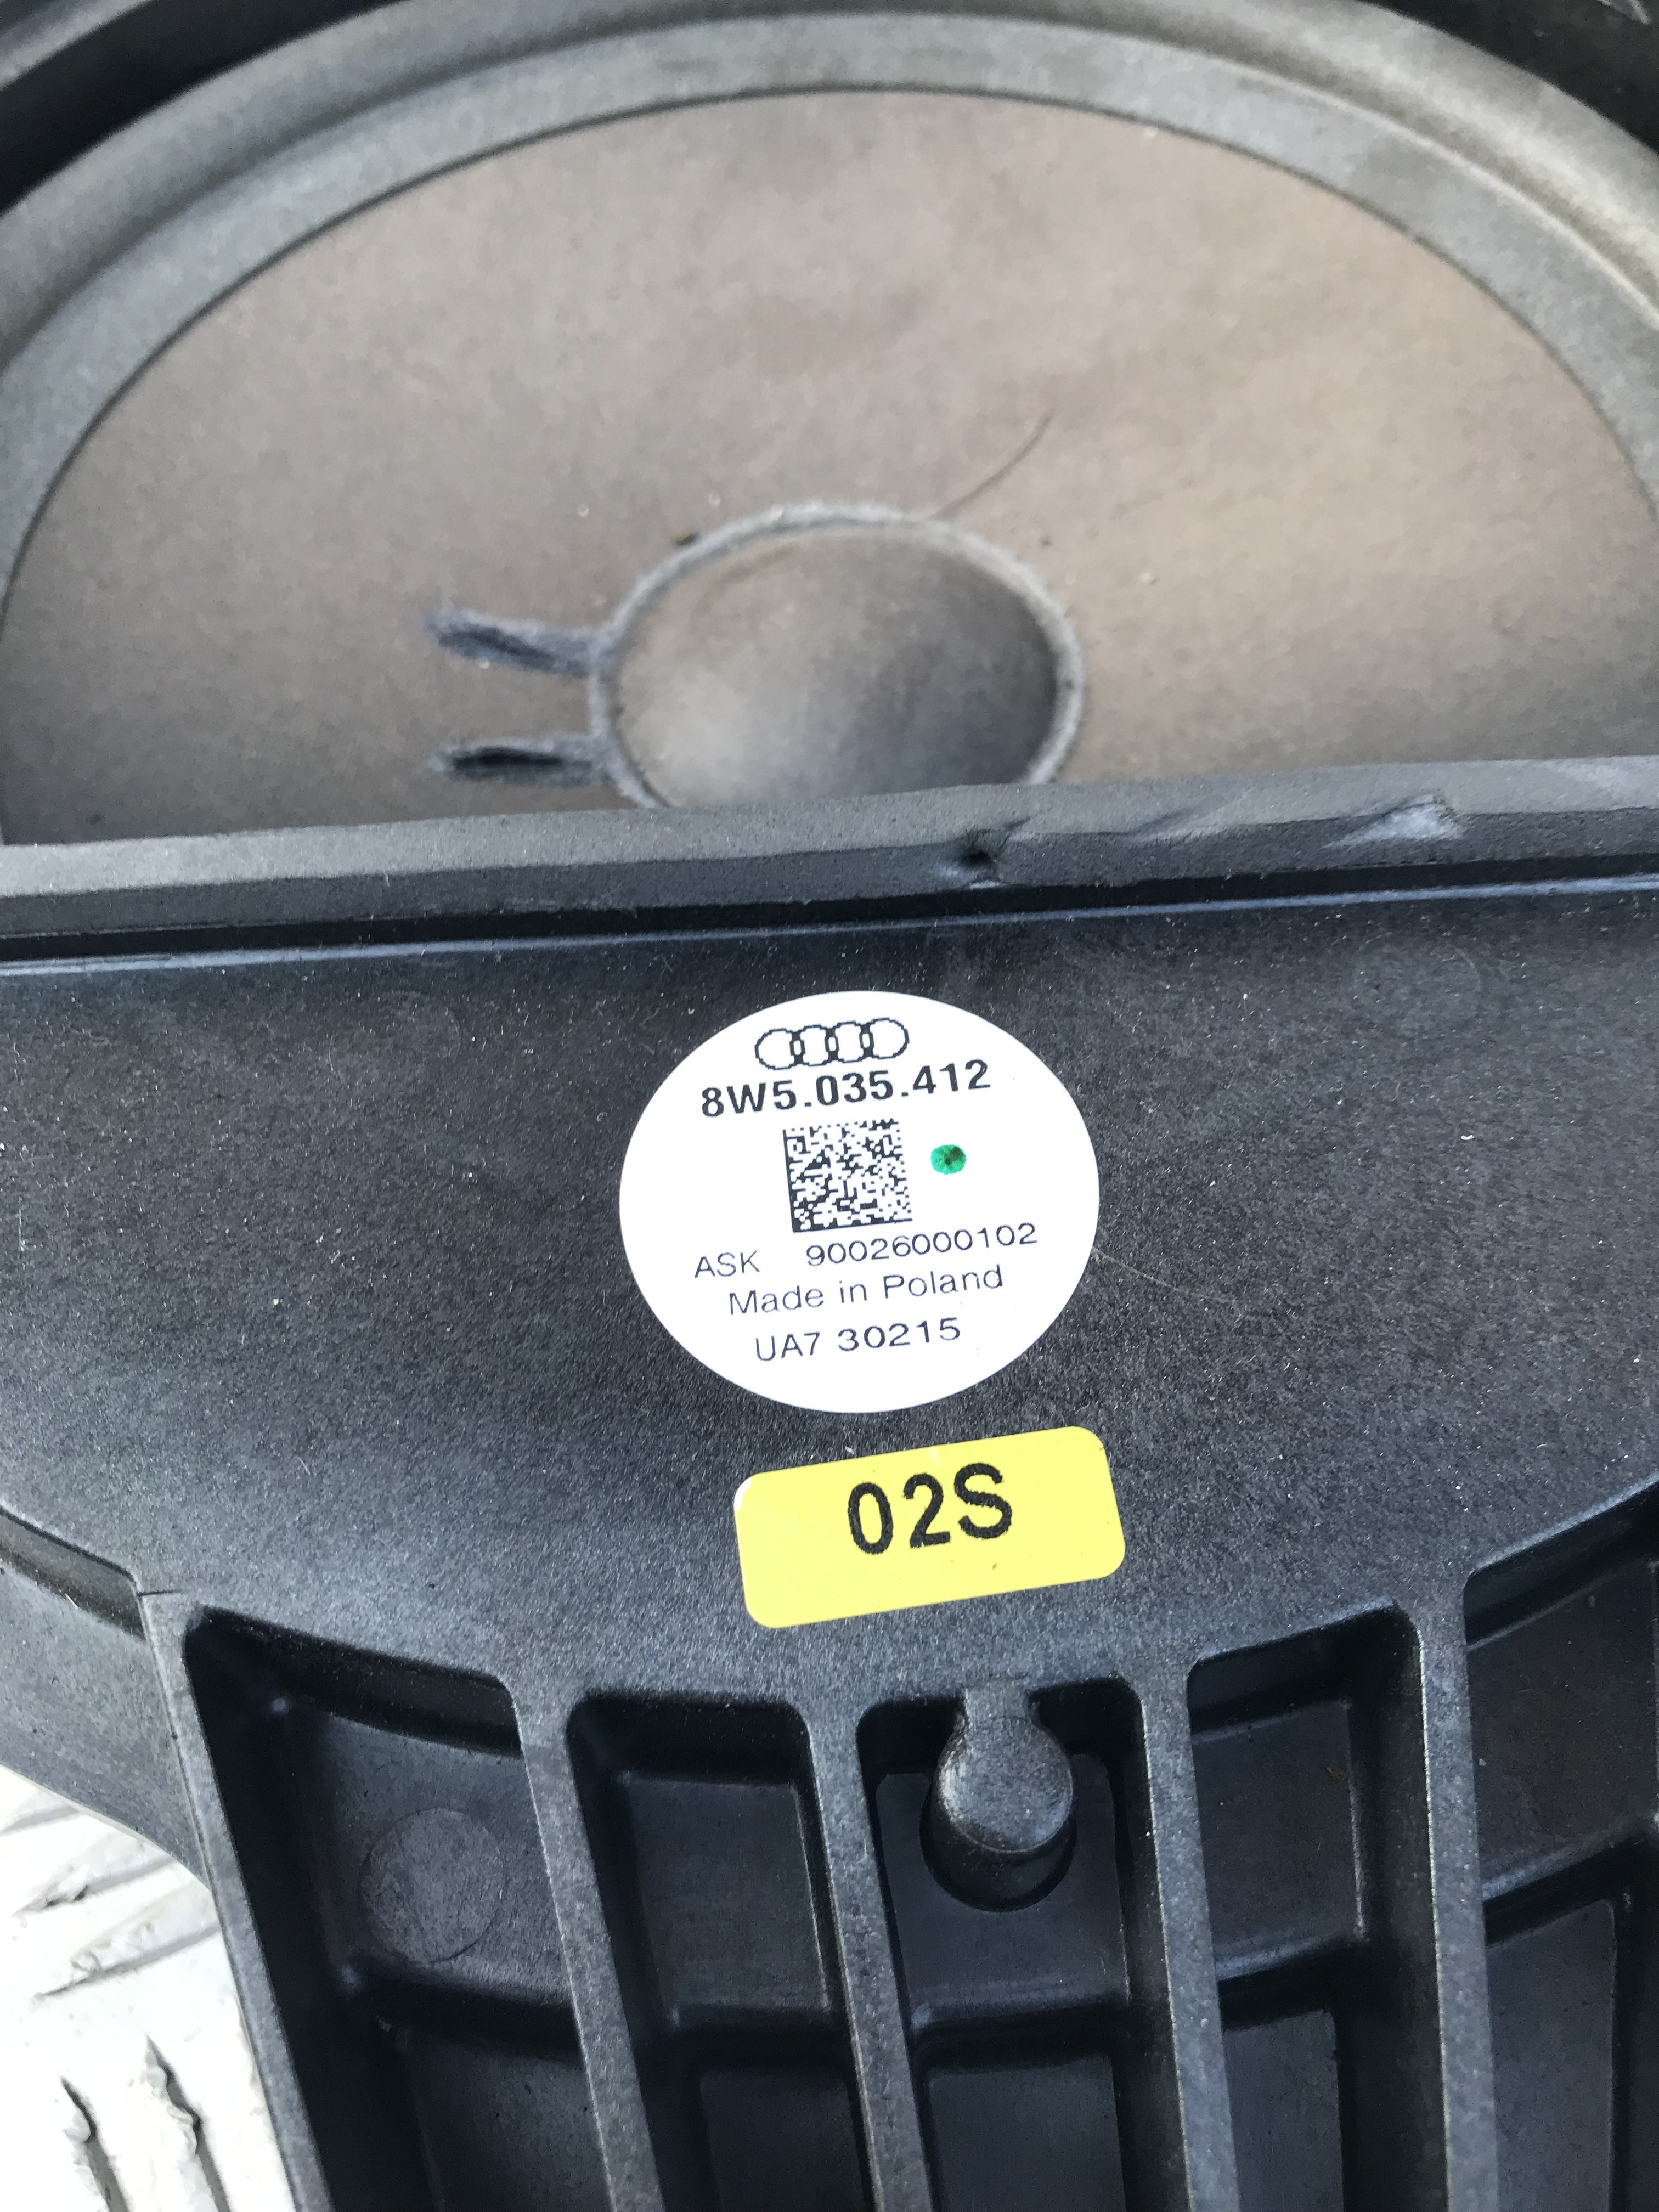 8W5.035.412
ASK 90026000102
Made in Poland
UA7 30215
02S